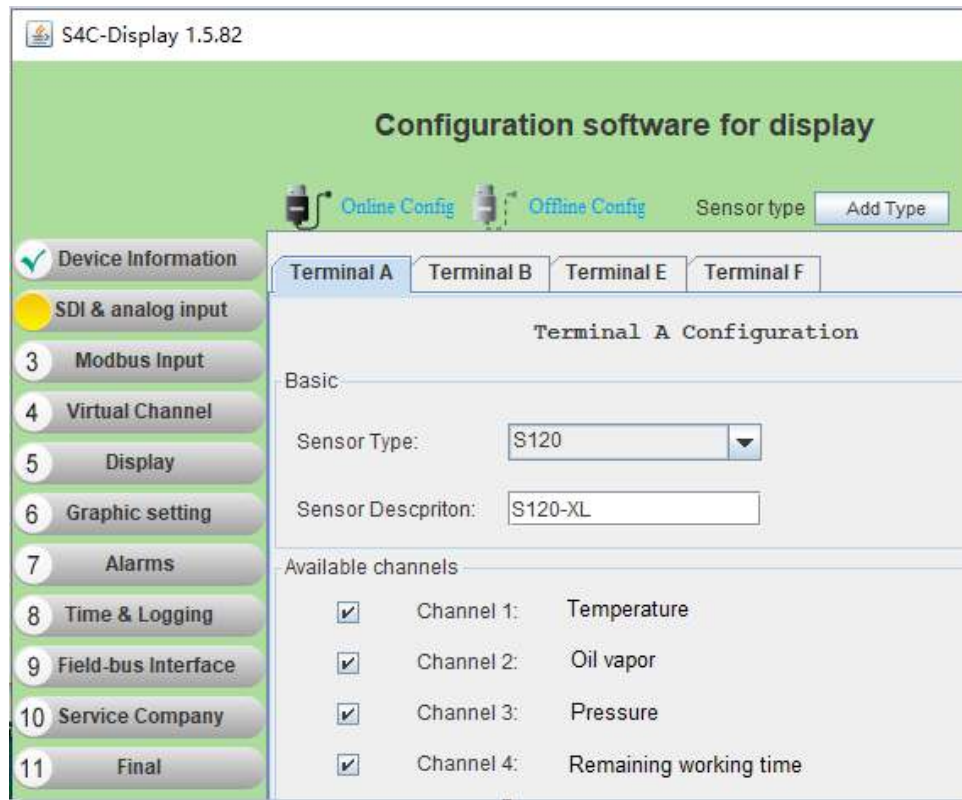 S4C-Display 1.5.82
Configuration software for display
Online Config Offline Config Sensor type Add Type
Device Information
SDI & analog input
3 Modbus Input
4 Virtual Channel
5 Display
6 Graphic setting
7 Alarms
8 Time & Logging
9 Field-bus Interface
10 Service Company
11 Final
Terminal A Terminal B Terminal E Terminal F
Terminal A Configuration
Basic
Sensor Type: S120
Sensor Descpriton: S120-XL
Available channels
Channel 1: Temperature
Channel 2: Oil vapor
Channel 3: Pressure
Channel 4: Remaining working time